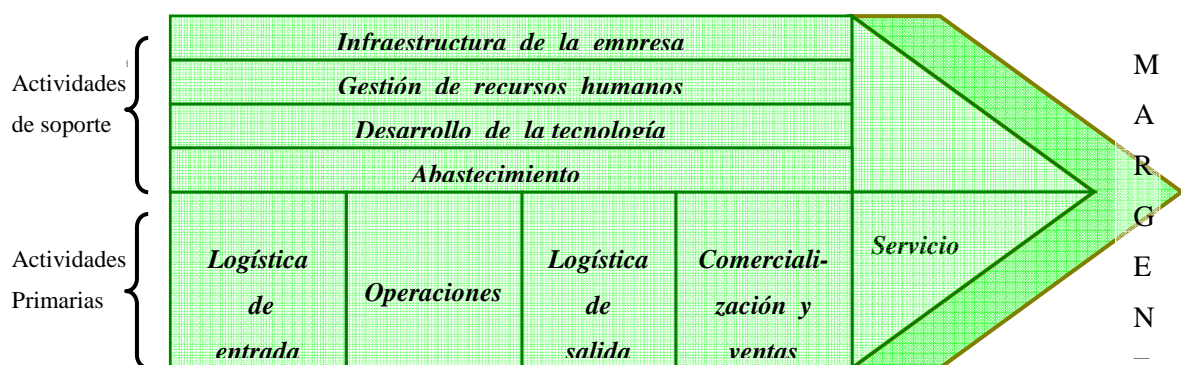 Infraestructura de la empresa
Gestión de recursos humanos
Desarrollo de la tecnología
Abastecimiento
Actividades
de soporte
Actividades
Primarias
Logística
de
entrada
Operaciones
Logística
de
salida
Comerciali-
zación y
ventas
Servicio
M
A
R
G
E
N